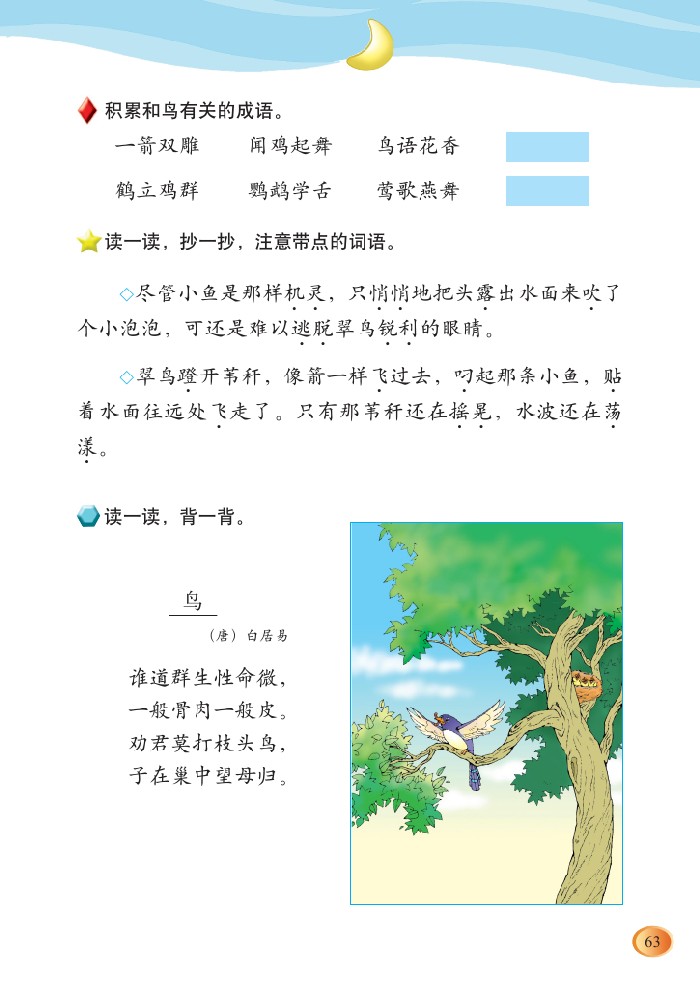 积累和鸟有关的成语。
一箭双雕 闻鸡起舞 鸟语花香
鹤立鸡群 鹦鹉学舌 莺歌燕舞
读一读，抄一抄，注意带点的词语。
◇尽管小鱼是那样机灵，只悄悄地把头露出水面来吹了
个小泡泡，可还是难以逃脱翠鸟锐利的眼睛。
◇翠鸟蹬开苇秆，像箭一样飞过去，叼起那条小鱼，贴
着水面往远处飞走了。只有那苇秆还在摇晃，水波还在荡
漾。
读一读，背一背。
鸟
（唐）白居易
谁道群生性命微，
一般骨肉一般皮。
劝君莫打枝头鸟，
子在巢中望母归。
63